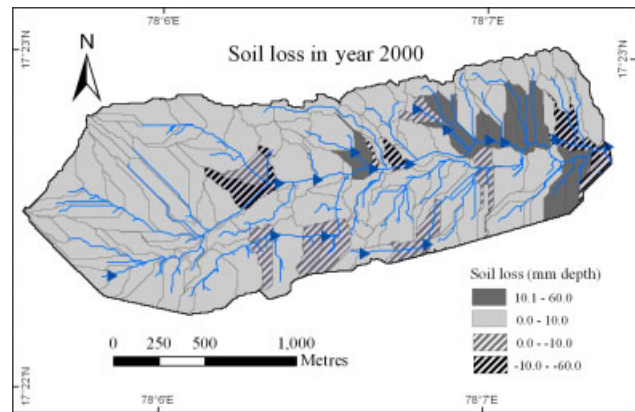 78°6'E
78°7'E
17°23'N
17°23'N
N
Soil loss in year 2000
Soil loss (mm depth)
10.1 - 60.0
0.0 - 10.0
0.0 - -10.0
-10.0 - -60.0
0
250
500
1,000
Metres
17°22'N
17°22'N
78°6'E
78°7'E